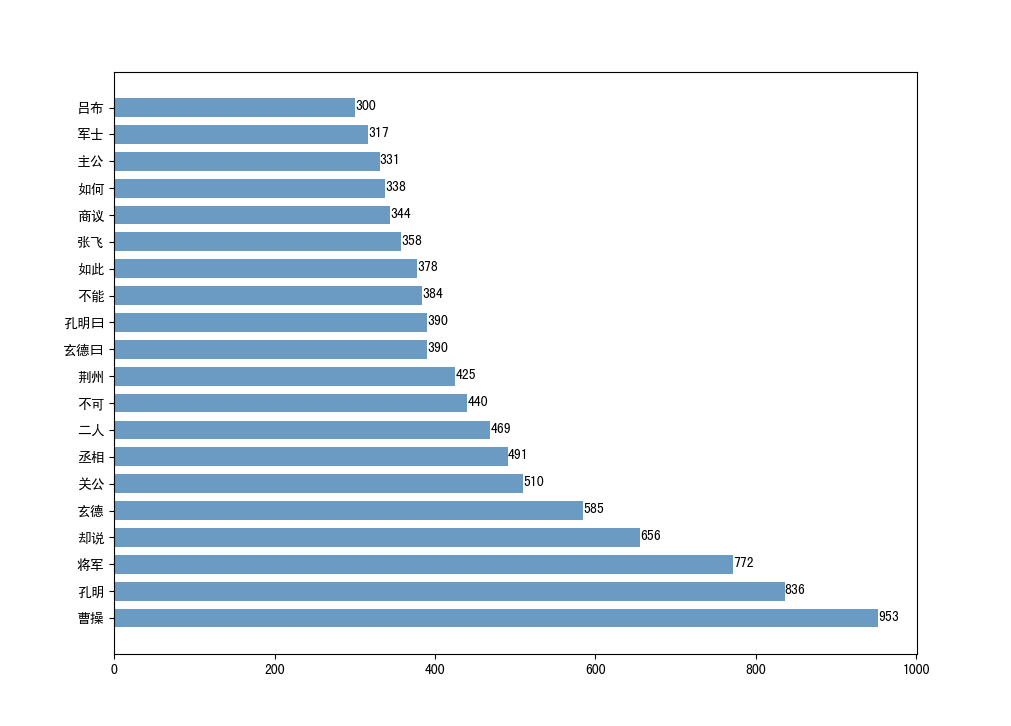 吕布 300
军士 317
主公 331
如何 338
商议 344
张飞 358
如此 378
不能 384
孔明曰 390
玄德曰 390
荆州 425
不可 440
二人 469
丞相 491
关公 510
玄德 585
却说 656
将军 772
孔明 836
曹操 953
0 200 400 600 800 1000